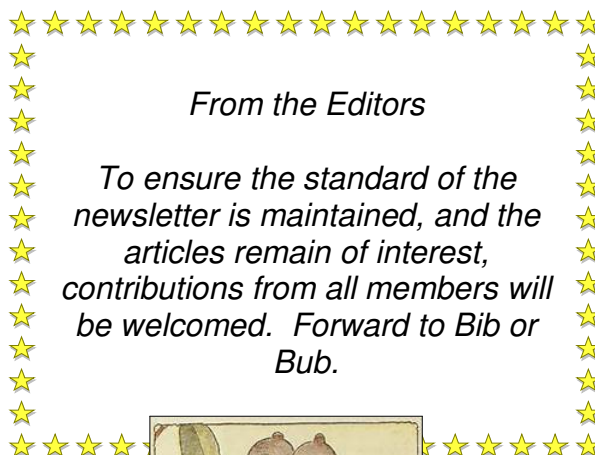 From the Editors
To ensure the standard of the
newsletter is maintained, and the
articles remain of interest,
contributions from all members will
be welcomed.  Forward to Bib or
Bub.